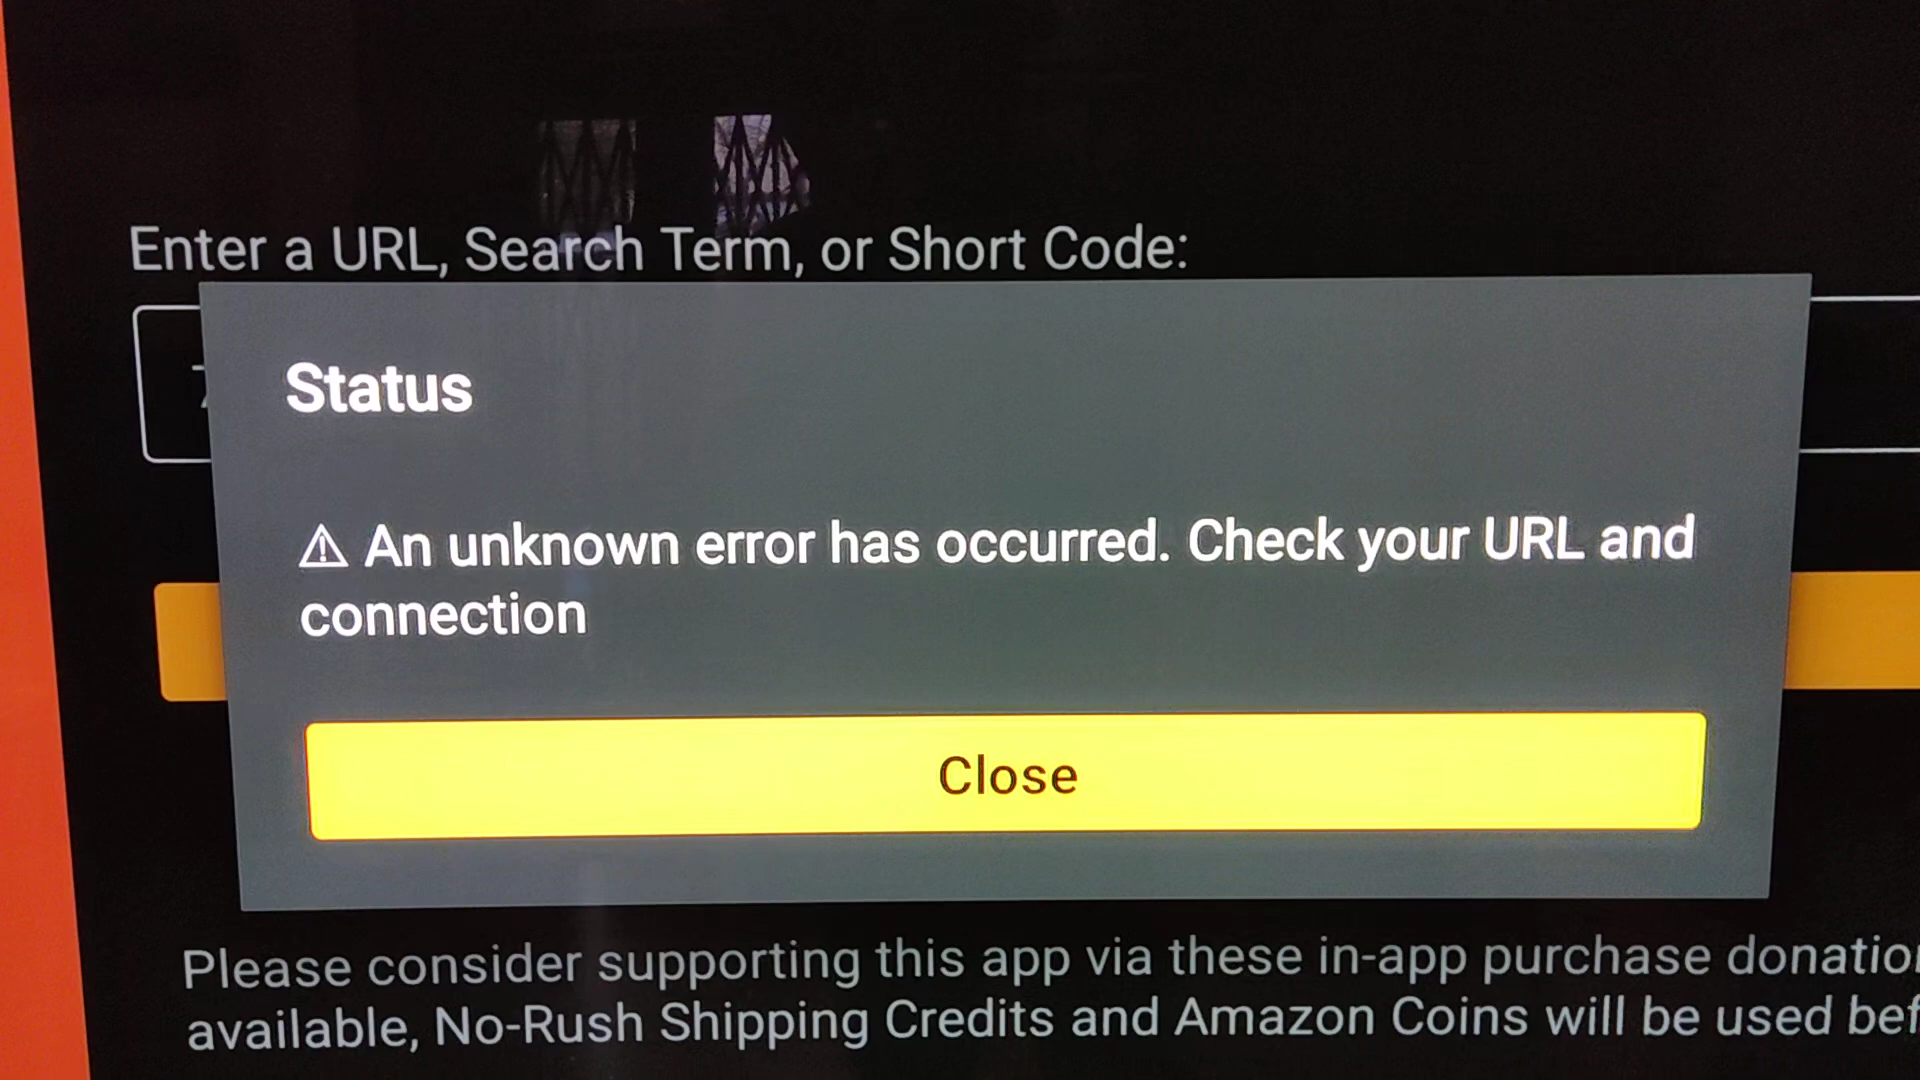 Enter a URL, Search Term, or Short Code:
Status
⚠ An unknown error has occurred. Check your URL and
connection
Close
Please consider supporting this app via these in-app purchase
available, No-Rush Shipping Credits and Amazon Coins will be used